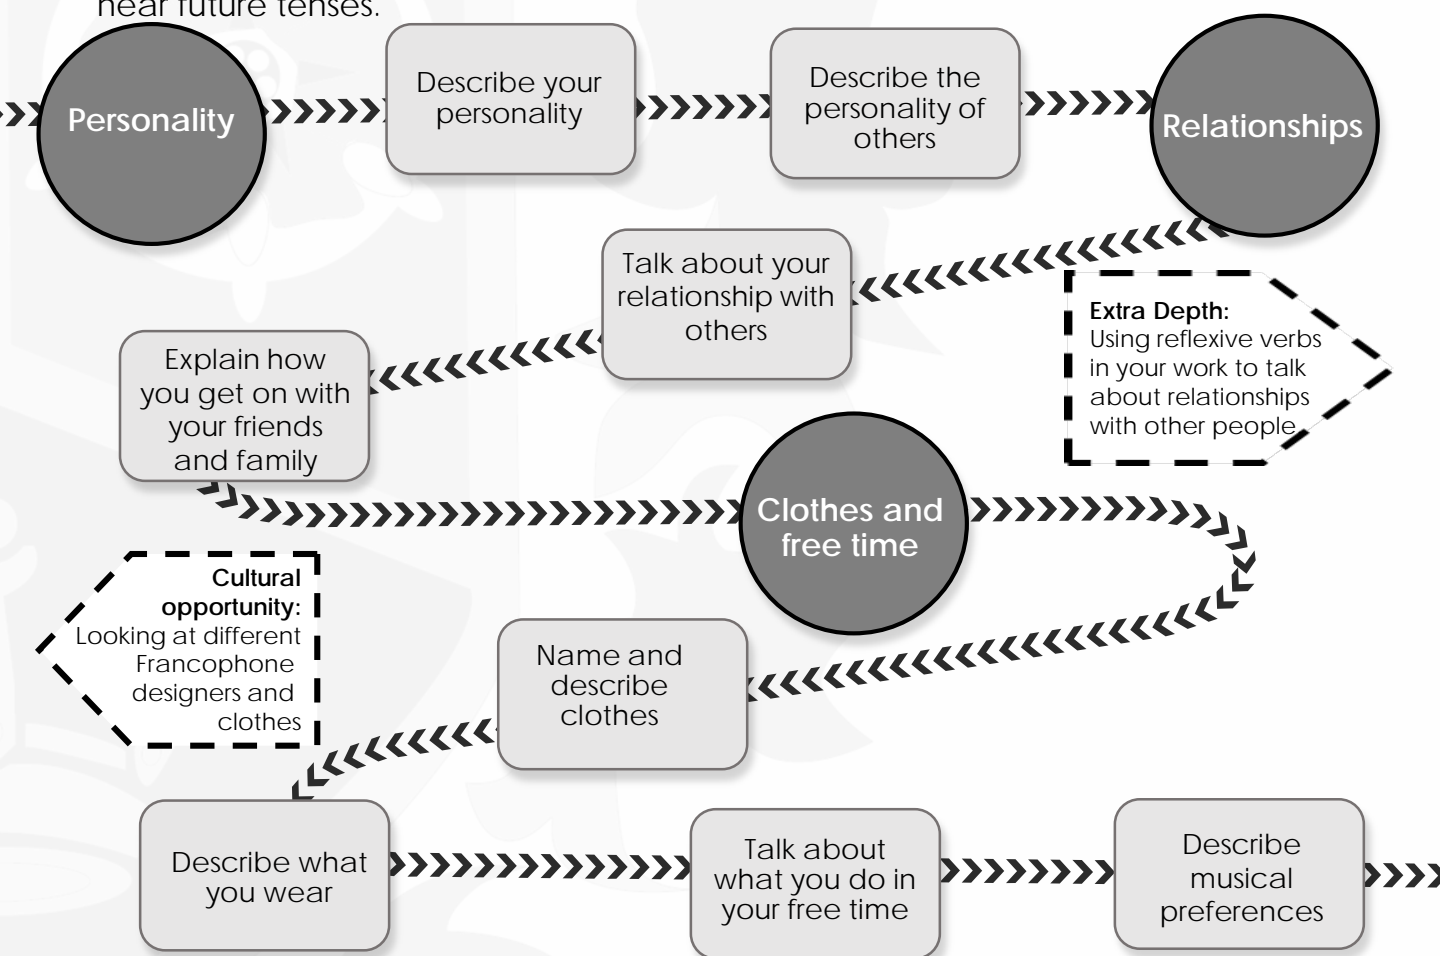 near future tenses.
Personality
Describe your
personality
Describe the
personality of
others
Relationships
Talk about your
relationship with
others
Extra Depth:
Using reflexive verbs
in your work to talk
about relationships
with other people
Explain how
you get on with
your friends
and family
Clothes and
free time
Cultural
opportunity:
Looking at different
Francophone
designers and
clothes
Name and
describe
clothes
Describe what
you wear
Talk about
what you do in
your free time
Describe
musical
preferences